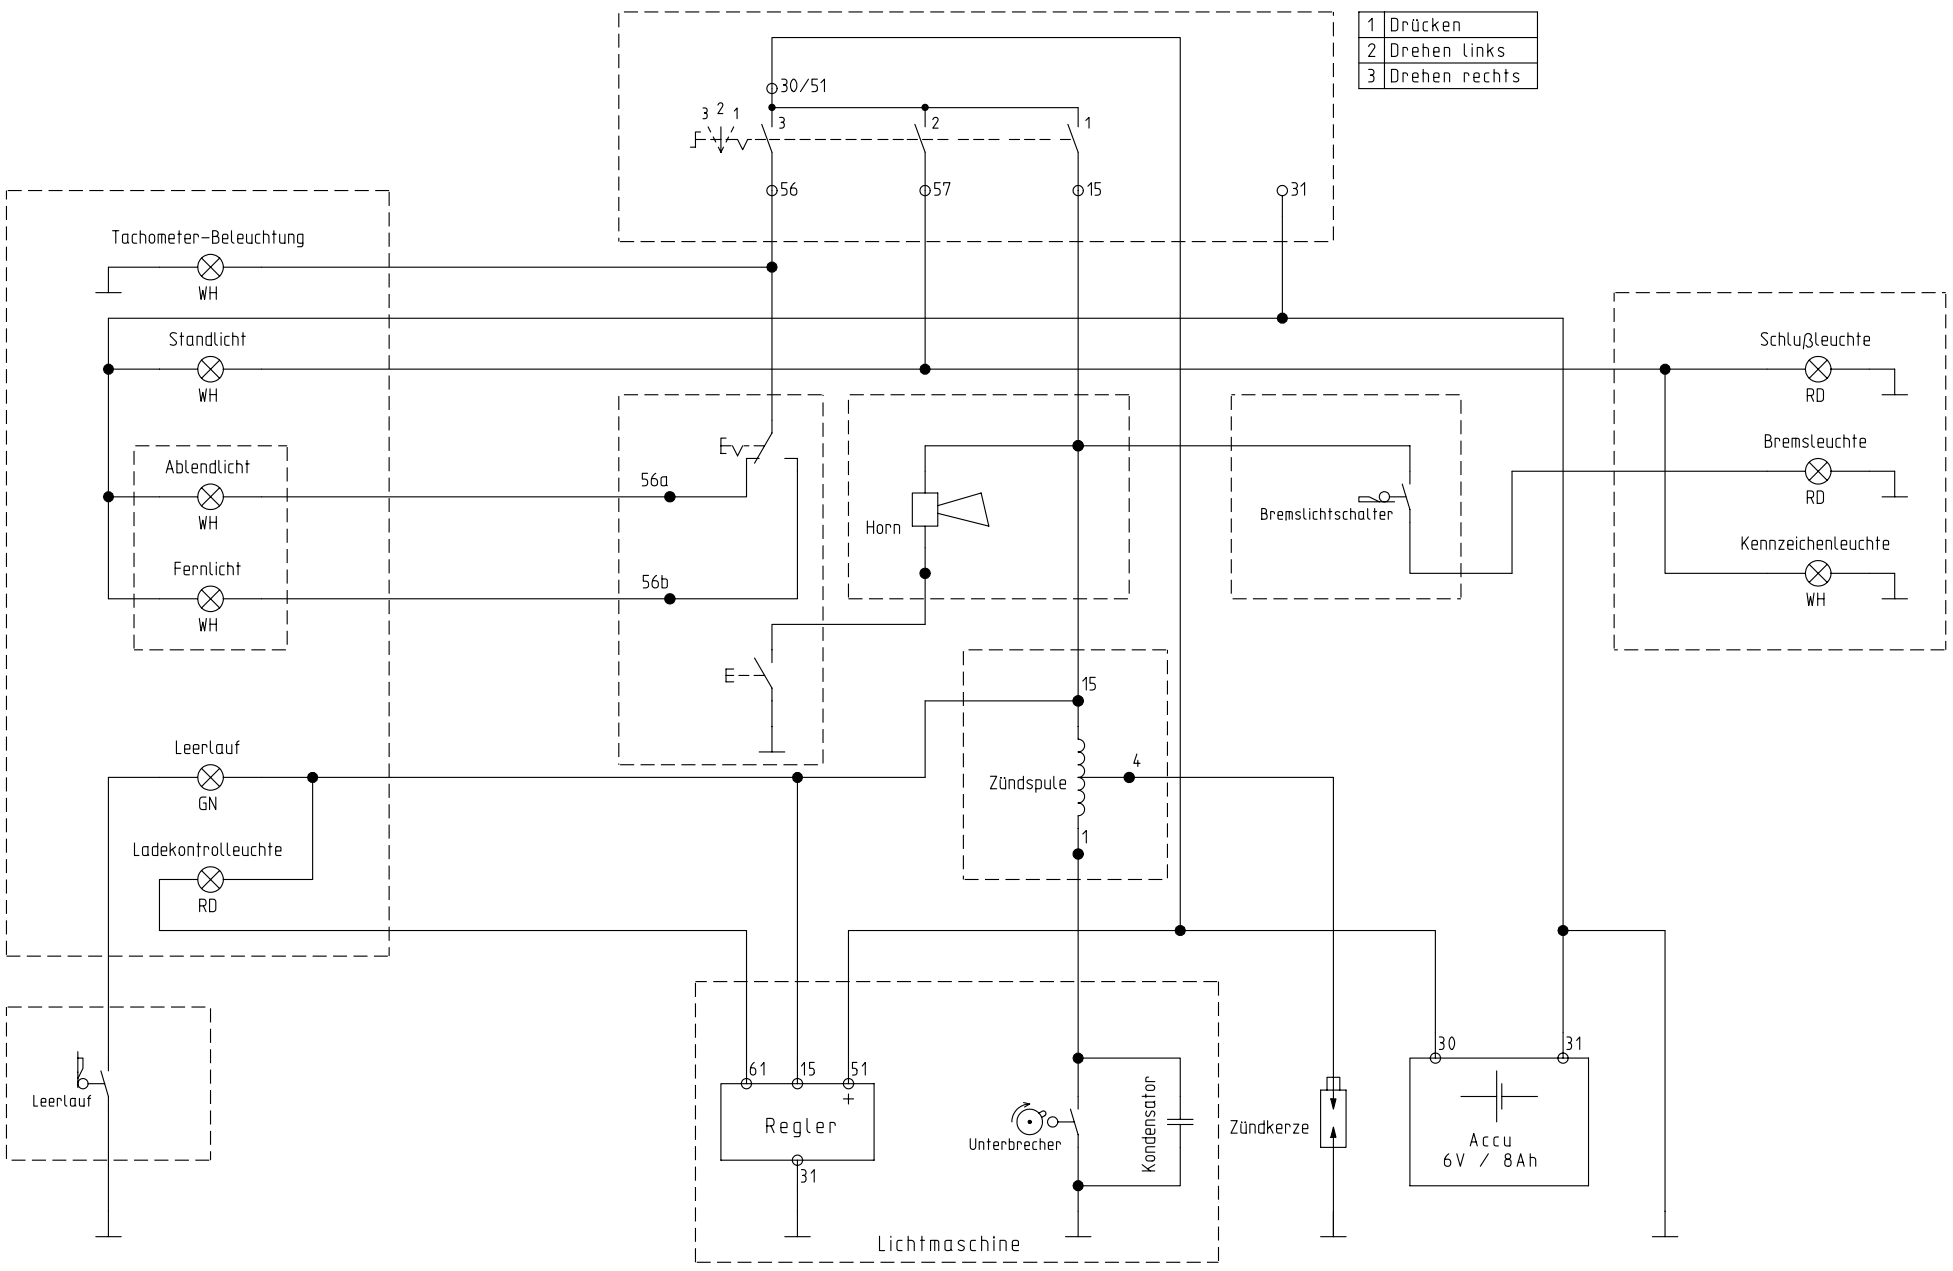 1 Drücken
2 Drehen links
3 Drehen rechts
30/51
3 2 1
3
2
1
56
57
15
31
Tachometer-Beleuchtung
WH
Standlicht
WH
Ablendlicht
WH
Fernlicht
WH
56a
56b
Horn
Bremslichtschalter
Schlußleuchte
RD
Bremsleuchte
RD
Kennzeichenleuchte
WH
15
Zündspule
4
1
Leerlauf
GN
Ladekontrolleuchte
RD
Leerlauf
61
15
51
+
Regler
31
Unterbrecher
Kondensator
Lichtmaschine
Zündkerze
30
31
Accu
6V / 8Ah